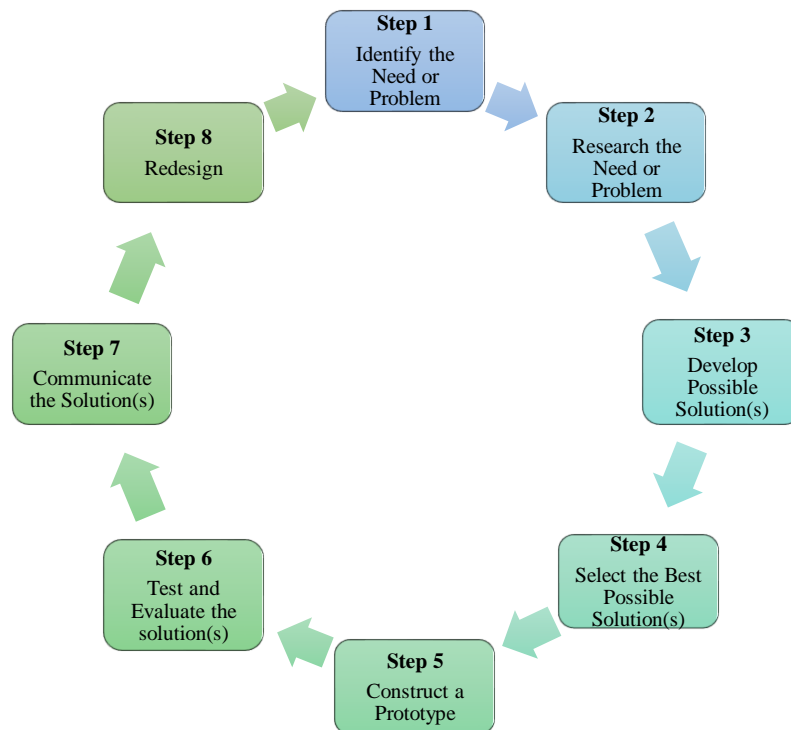 Step 1
Identify the
Need or
Problem
Step 2
Research the
Need or
Problem
Step 3
Develop
Possible
Solution(s)
Step 4
Select the Best
Possible
Solution(s)
Step 5
Construct a
Prototype
Step 6
Test and
Evaluate the
solution(s)
Step 7
Communicate
the Solution(s)
Step 8
Redesign